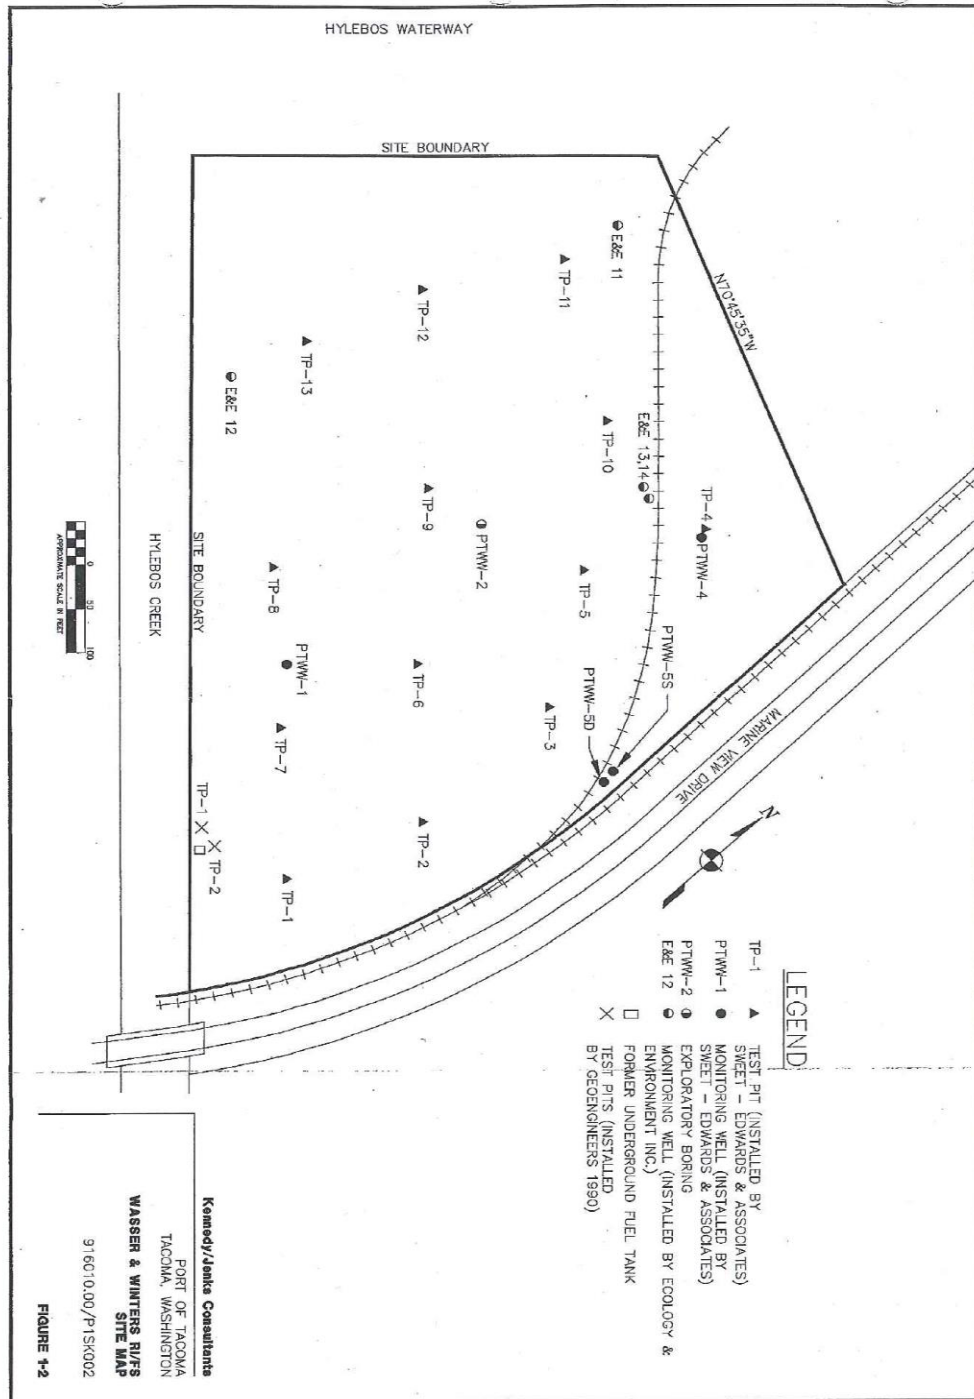 HYLEBOS WATERWAY
SITE BOUNDARY
N70°45'35"W
E&E 11
TP-11
TP-12
TP-13
E&E 12
TP-10
E&E 13,14
TP-4
PTWW-4
TP-9
PTWW-2
TP-5
TP-8
PTWW-1
TP-6
PTWW-5S
PTWW-5D
TP-3
TP-7
TP-2
TP-1
TP-1
TP-2
SITE BOUNDARY
HYLEBOS CREEK
MARINE VIEW DRIVE
N
0 50 100
APPROXIMATE SCALE IN FEET
LEGEND
TP-1 TEST PIT (INSTALLED BY
SWEET - EDWARDS & ASSOCIATES)
PTWW-1 MONITORING WELL (INSTALLED BY
SWEET - EDWARDS & ASSOCIATES)
PTWW-2 EXPLORATORY BORING
E&E 12 MONITORING WELL (INSTALLED BY ECOLOGY &
ENVIRONMENT INC.)
FORMER UNDERGROUND FUEL TANK
TEST PITS (INSTALLED
BY GEOENGINEERS 1990)
Kennedy/Jenks Consultants
PORT OF TACOMA
TACOMA, WASHINGTON
WASSER & WINTERS RI/FS
SITE MAP
916010.00/P1SK002
FIGURE 1-2